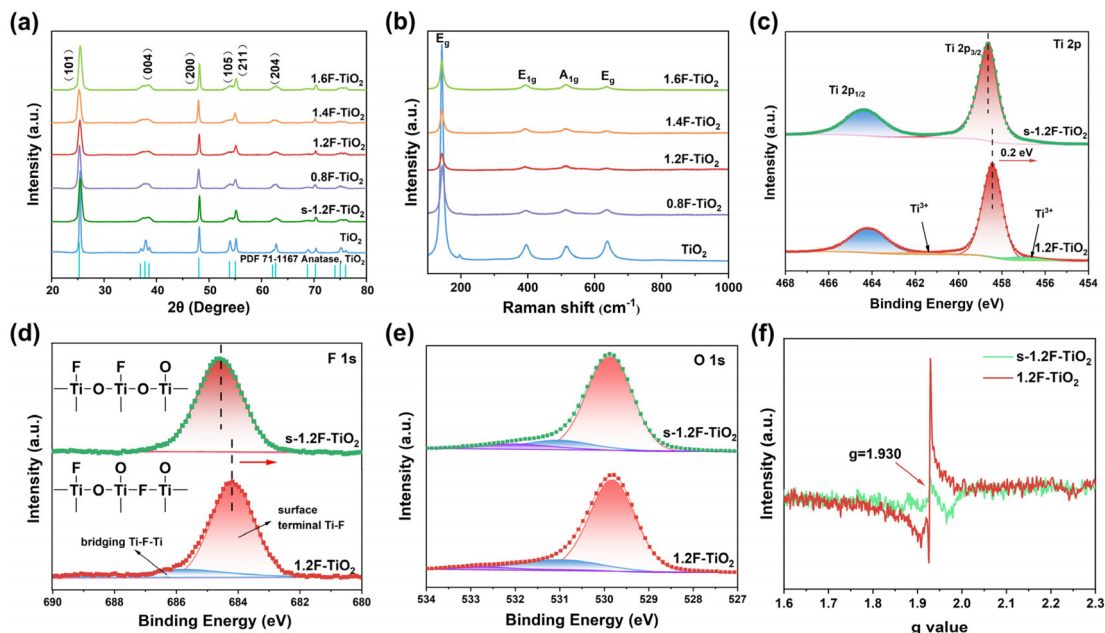 (a)
(101)
(004)
(200)
(105)
(211)
(204)
1.6F-TiO₂
1.4F-TiO₂
1.2F-TiO₂
0.8F-TiO₂
s-1.2F-TiO₂
TiO₂
PDF 71-1167 Anatase, TiO₂
Intensity (a.u.)
20 30 40 50 60 70 80
2θ (Degree)
(b)
Eg
E1g
A1g
Eg
1.6F-TiO₂
1.4F-TiO₂
1.2F-TiO₂
0.8F-TiO₂
TiO₂
Intensity (a.u.)
200 400 600 800 1000
Raman shift (cm⁻¹)
(c)
Ti 2p
Ti 2p3/2
Ti 2p1/2
s-1.2F-TiO₂
0.2 eV
Ti³⁺
Ti³⁺
1.2F-TiO₂
Intensity (a.u.)
468 466 464 462 460 458 456 454
Binding Energy (eV)
(d)
F 1s
F F O
—Ti—O—Ti—O—Ti—
s-1.2F-TiO₂
F O O
—Ti—O—Ti—F—Ti—
surface
terminal Ti-F
bridging Ti-F-Ti
1.2F-TiO₂
Intensity (a.u.)
690 688 686 684 682 680
Binding Energy (eV)
(e)
O 1s
s-1.2F-TiO₂
1.2F-TiO₂
Intensity (a.u.)
534 533 532 531 530 529 528 527
Binding Energy (eV)
(f)
s-1.2F-TiO₂
1.2F-TiO₂
g=1.930
Intensity (a.u.)
1.6 1.7 1.8 1.9 2.0 2.1 2.2 2.3
g value